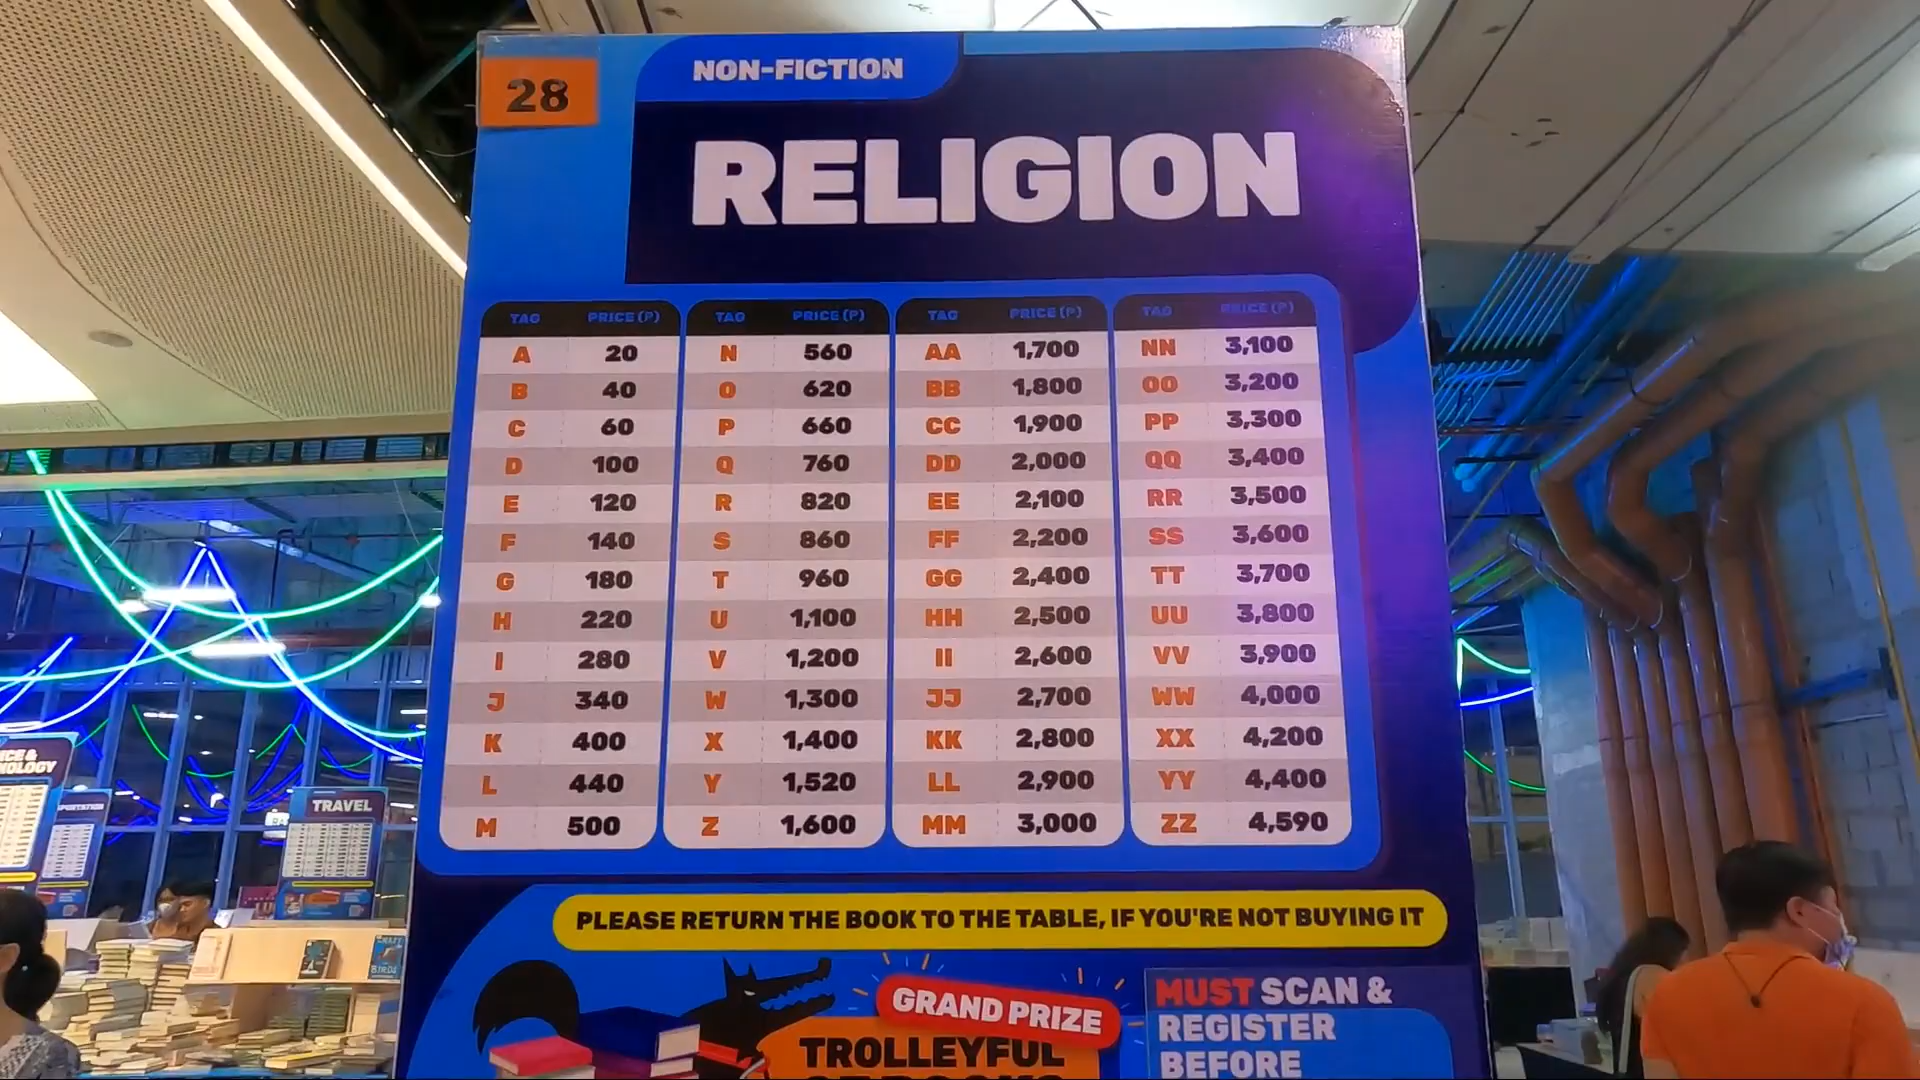 28
NON-FICTION
RELIGION
TAG PRICE (₱) TAG PRICE (₱) TAG PRICE (₱) TAG PRICE (₱)
A 20 N 560 AA 1,700 NN 3,100
B 40 O 620 BB 1,800 OO 3,200
C 60 P 660 CC 1,900 PP 3,300
D 100 Q 760 DD 2,000 QQ 3,400
E 120 R 820 EE 2,100 RR 3,500
F 140 S 860 FF 2,200 SS 3,600
G 180 T 960 GG 2,400 TT 3,700
H 220 U 1,100 HH 2,500 UU 3,800
I 280 V 1,200 II 2,600 VV 3,900
J 340 W 1,300 JJ 2,700 WW 4,000
K 400 X 1,400 KK 2,800 XX 4,200
L 440 Y 1,520 LL 2,900 YY 4,400
M 500 Z 1,600 MM 3,000 ZZ 4,590
PLEASE RETURN THE BOOK TO THE TABLE, IF YOU'RE NOT BUYING IT
GRAND PRIZE
TROLLEYFUL
MUST SCAN &
REGISTER
BEFORE
TRAVEL